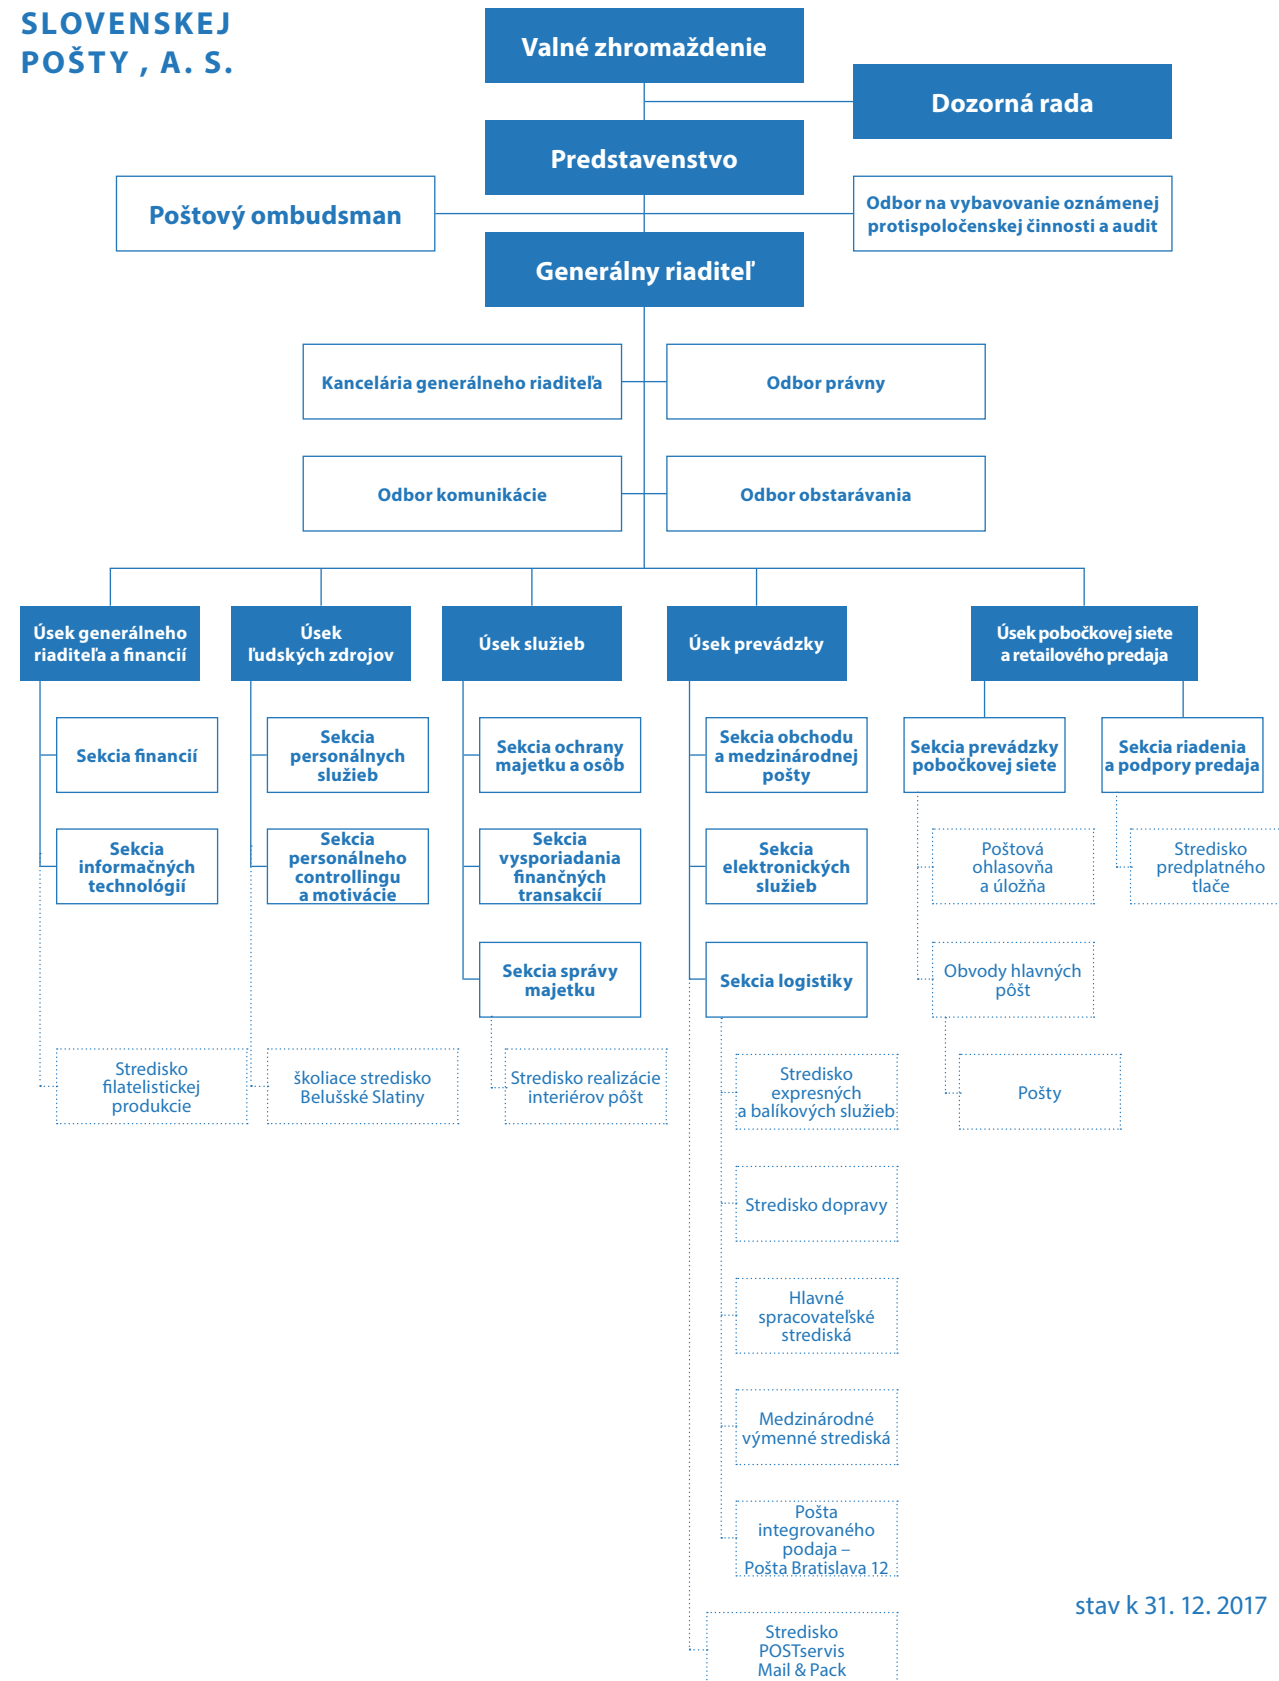 SLOVENSKEJ
POŠTY , A. S.
Valné zhromaždenie
Dozorná rada
Predstavenstvo
Poštový ombudsman
Odbor na vybavovanie oznámenej
protispoločenskej činnosti a audit
Generálny riaditeľ
Kancelária generálneho riaditeľa
Odbor právny
Odbor komunikácie
Odbor obstarávania
Úsek generálneho
riaditeľa a financií
Úsek
ľudských zdrojov
Úsek služieb
Úsek prevádzky
Úsek pobočkovej siete
a retailového predaja
Sekcia financií
Sekcia
personálnych
služieb
Sekcia ochrany
majetku a osôb
Sekcia obchodu
a medzinárodnej
pošty
Sekcia prevádzky
pobočkovej siete
Sekcia riadenia
a podpory predaja
Sekcia
informačných
technológií
Sekcia
personálneho
controllingu
a motivácie
Sekcia
vysporiadania
finančných
transakcií
Sekcia
elektronických
služieb
Poštová
ohlasovňa
a úložňa
Stredisko
predplatného
tlače
Sekcia správy
majetku
Sekcia logistiky
Obvody hlavných
pôšt
Stredisko
filatelistickej
produkcie
školiace stredisko
Belušské Slatiny
Stredisko realizácie
interiérov pôšt
Stredisko
expresných
a balíkových služieb
Pošty
Stredisko dopravy
Hlavné
spracovateľské
strediská
Medzinárodné
výmenné strediská
Pošta
integrovaného
podaja –
Pošta Bratislava 12
stav k 31. 12. 2017
Stredisko
POSTservis
Mail & Pack